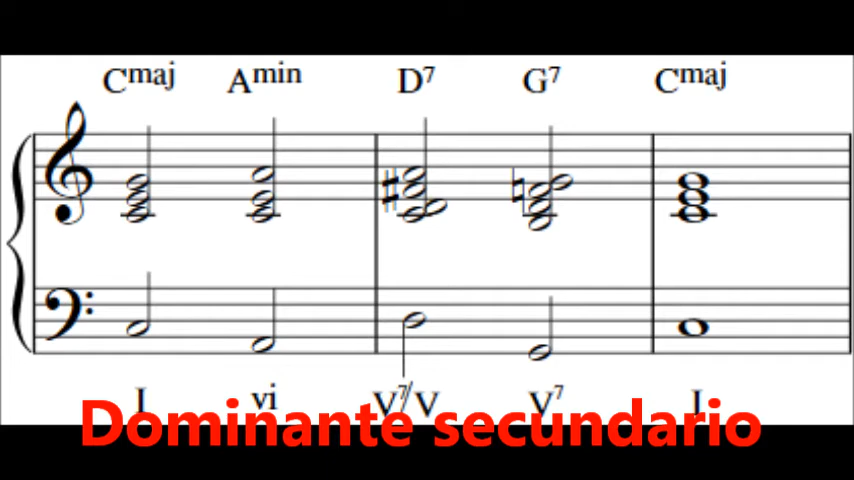 Cmaj Amin D7 G7 Cmaj
I vi V7/V V7 I
Dominante secundario